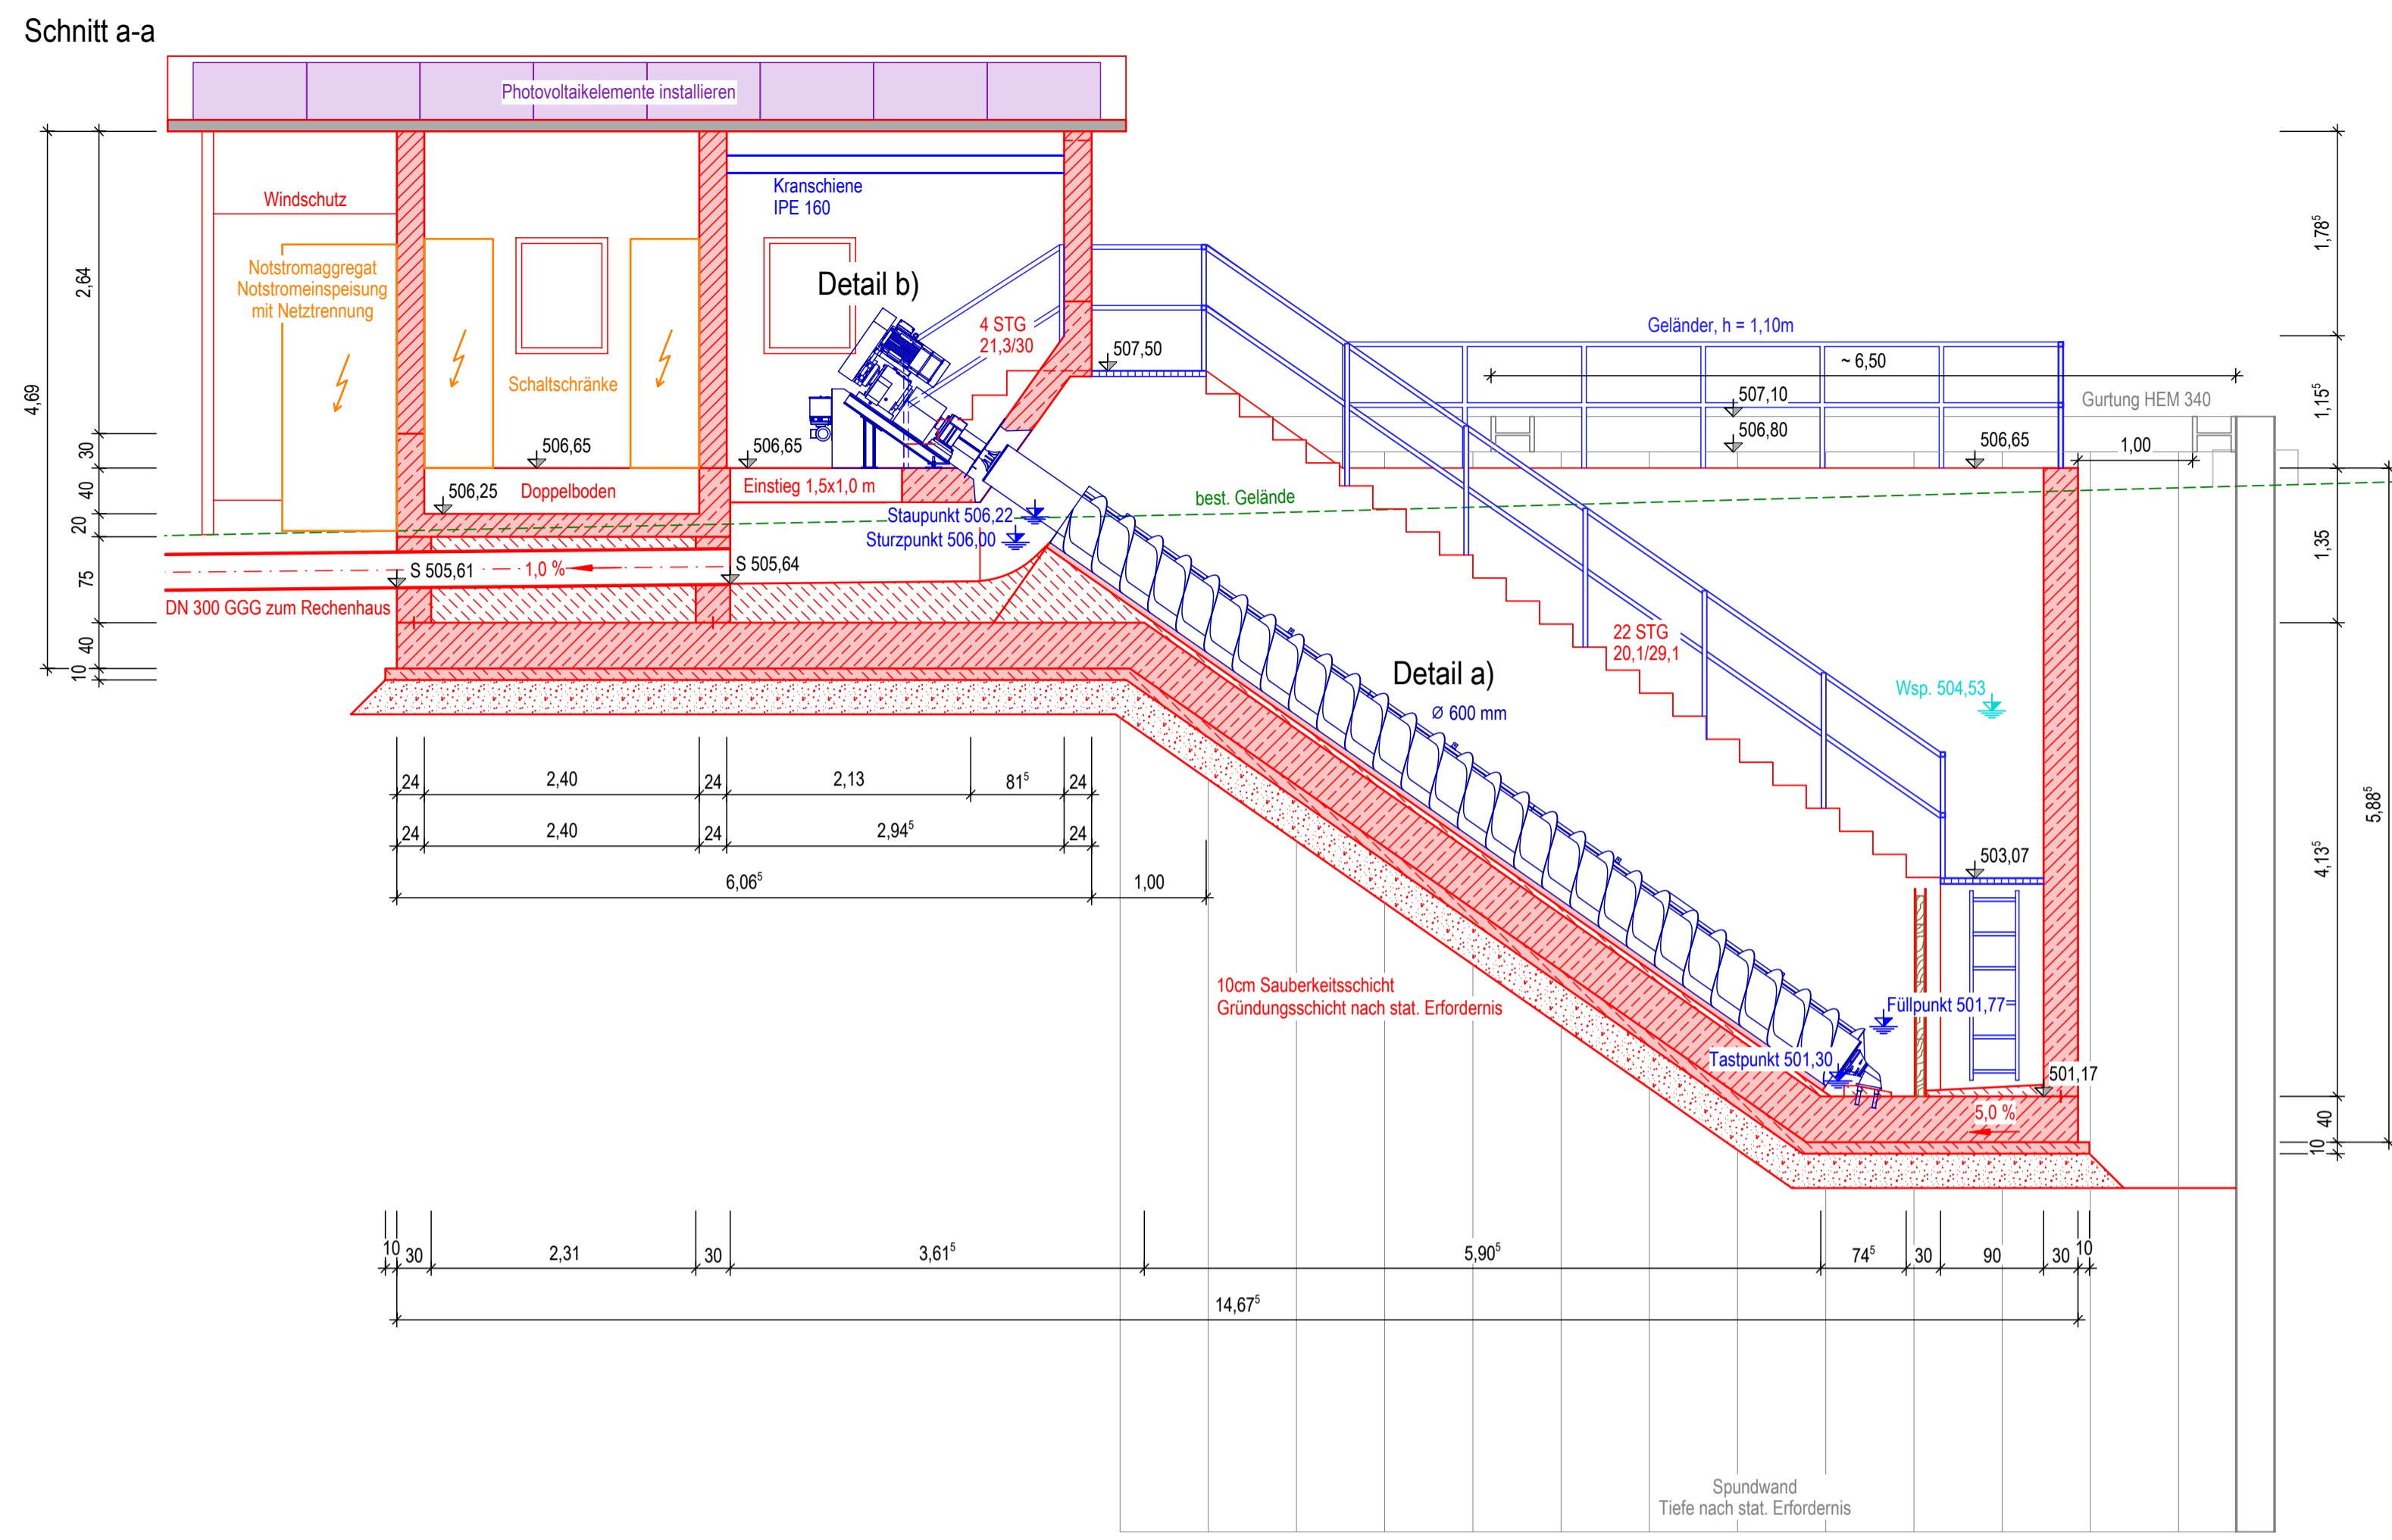 Schnitt a-a
Photovoltaikelemente installieren
Windschutz
Kranschiene
IPE 160
Notstromaggregat
Notstromeinspeisung
mit Netztrennung
Schaltschränke
Detail b)
4 STG
21,3/30
507,50
Geländer, h = 1,10m
~ 6,50
507,10
506,80
Gurtung HEM 340
506,65
1,00
506,65
506,65
506,25
Doppelboden
Einstieg 1,5x1,0 m
best. Gelände
Staupunkt 506,22
Sturzpunkt 506,00
S 505,61
1,0 %
S 505,64
DN 300 GGG zum Rechenhaus
22 STG
20,1/29,1
Detail a)
Ø 600 mm
Wsp. 504,53
503,07
10cm Sauberkeitsschicht
Gründungsschicht nach stat. Erfordernis
Füllpunkt 501,77
Tastpunkt 501,30
501,17
5,0 %
4,69
2,64
30
40
20
75
40
10
1,78⁵
1,15⁵
1,35
4,13⁵
40
10
5,88⁵
24
2,40
24
2,13
81⁵
24
24
2,40
24
2,94⁵
24
6,06⁵
1,00
10
30
2,31
30
3,61⁵
5,90⁵
74⁵
30
90
30
10
14,67⁵
Spundwand
Tiefe nach stat. Erfordernis